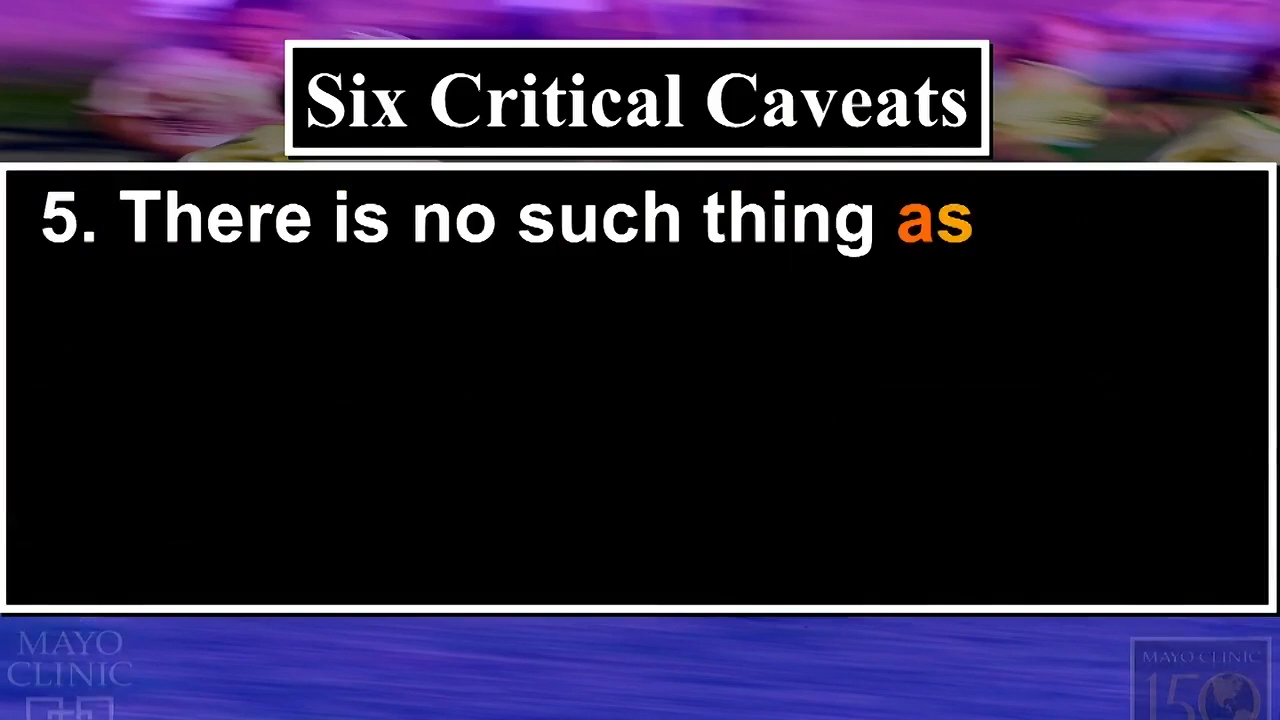 Six Critical Caveats
5. There is no such thing as
MAYO
CLINIC
MAYO CLINIC
150